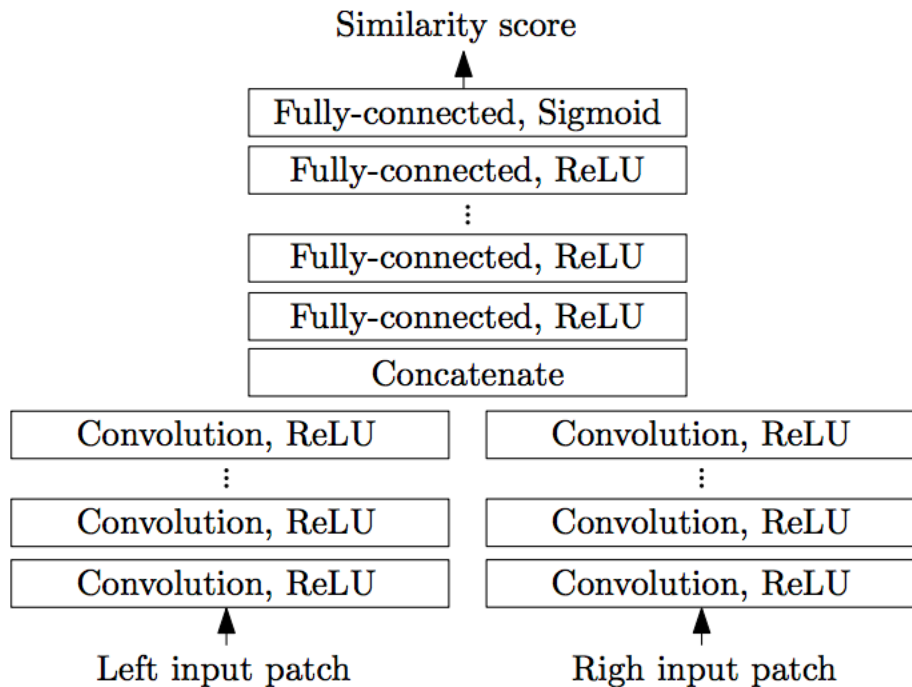 Similarity score
Fully-connected, Sigmoid
Fully-connected, ReLU
⋮
Fully-connected, ReLU
Fully-connected, ReLU
Concatenate
Convolution, ReLU Convolution, ReLU
⋮ ⋮
Convolution, ReLU Convolution, ReLU
Convolution, ReLU Convolution, ReLU
Left input patch Righ input patch